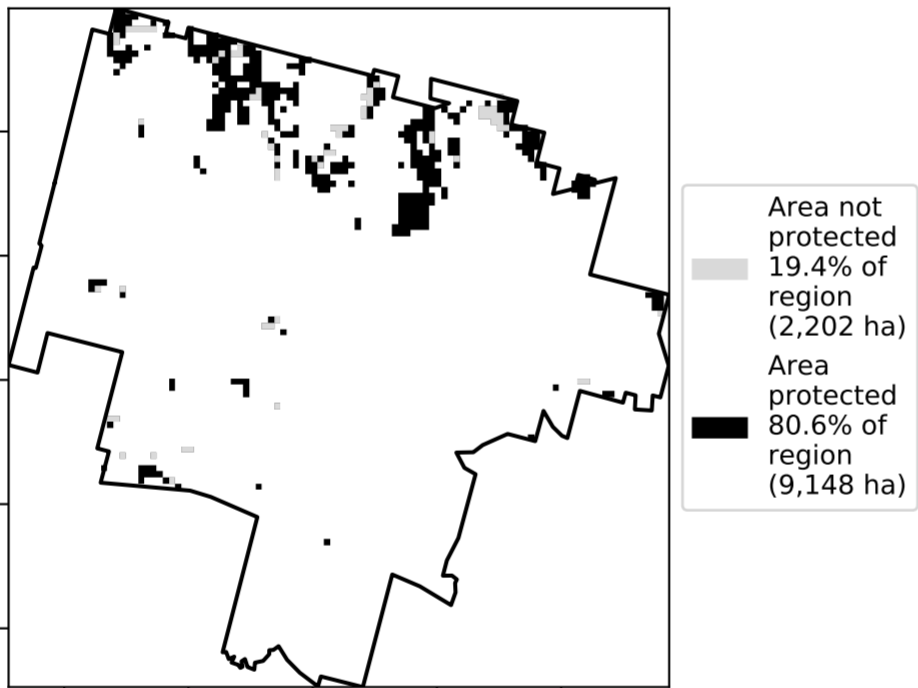 Area not
protected
19.4% of
region
(2,202 ha)
Area
protected
80.6% of
region
(9,148 ha)